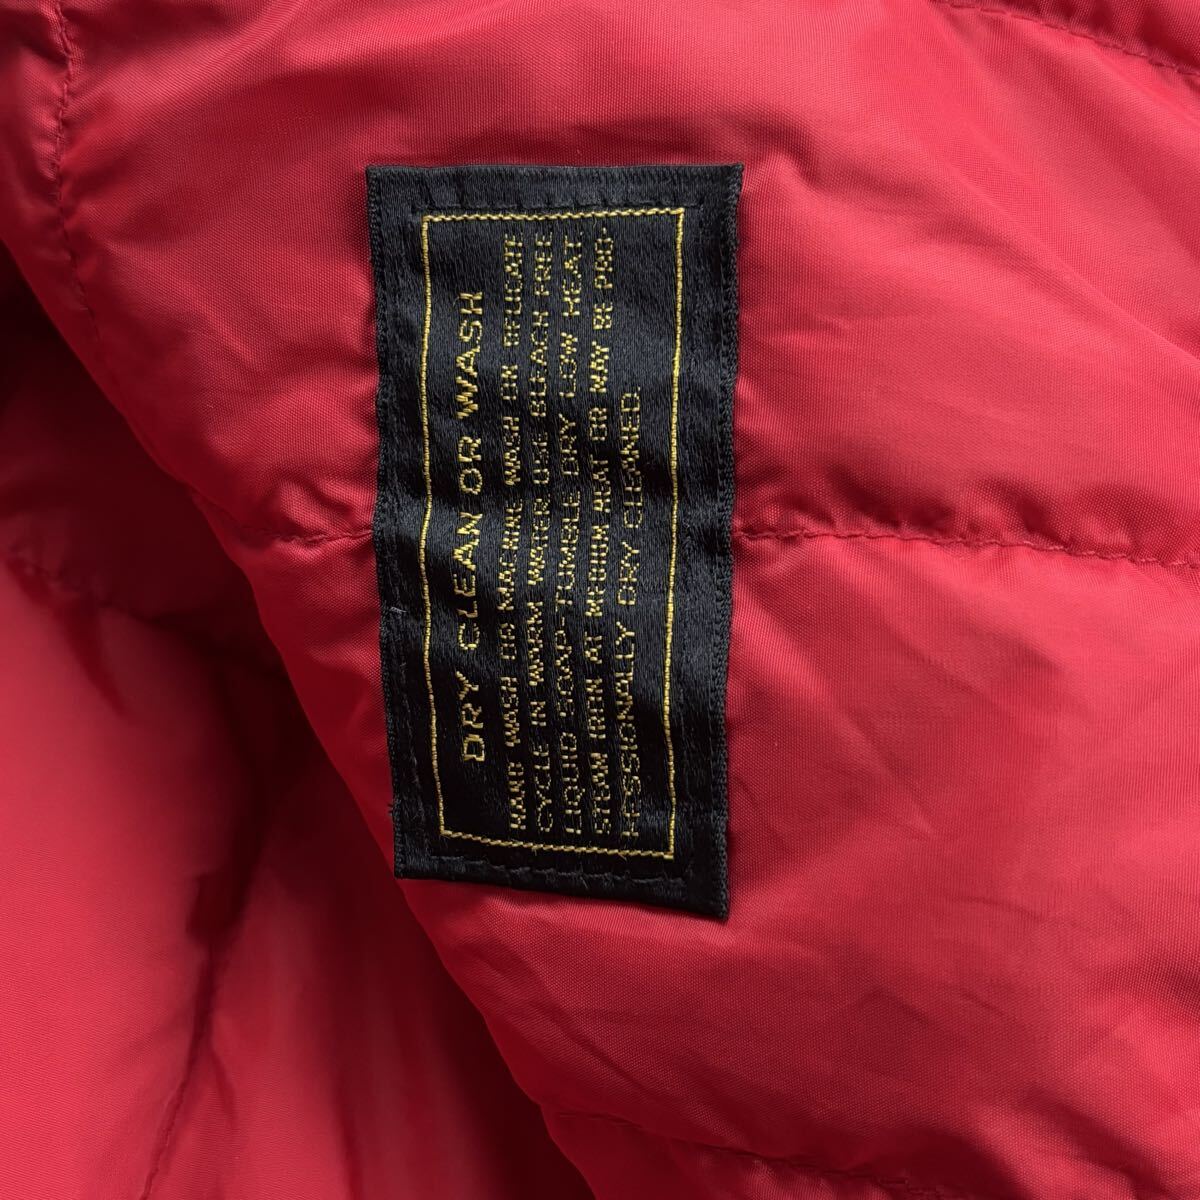 DRY CLEAN OR WASH
HAND WASH OR MACHINE WASH ON DELICATE
CYCLE IN WARM WATER USE BLEACH FREE
LIQUID SOAP-TUMBLE DRY LOW HEAT.
STEAM IRON AT MEDIUM HEAT OR MAY BE PRO-
FESSIONALLY DRY CLEANED.